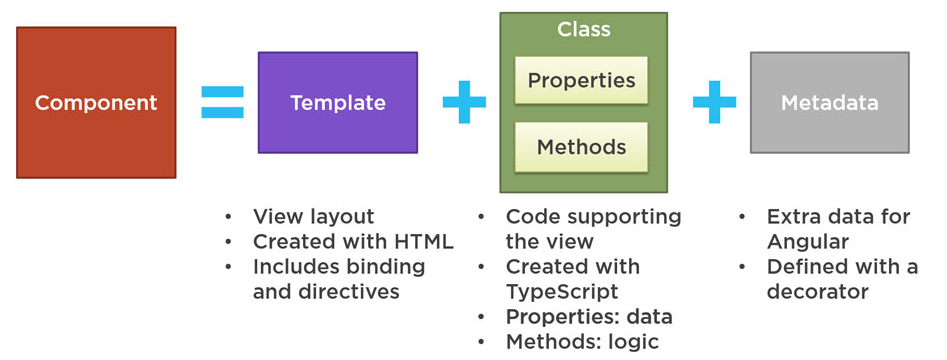 Component
=
Template
+
Class
Properties
Methods
+
Metadata
• View layout
• Created with HTML
• Includes binding
and directives
• Code supporting
the view
• Created with
TypeScript
• Properties: data
• Methods: logic
• Extra data for
Angular
• Defined with a
decorator